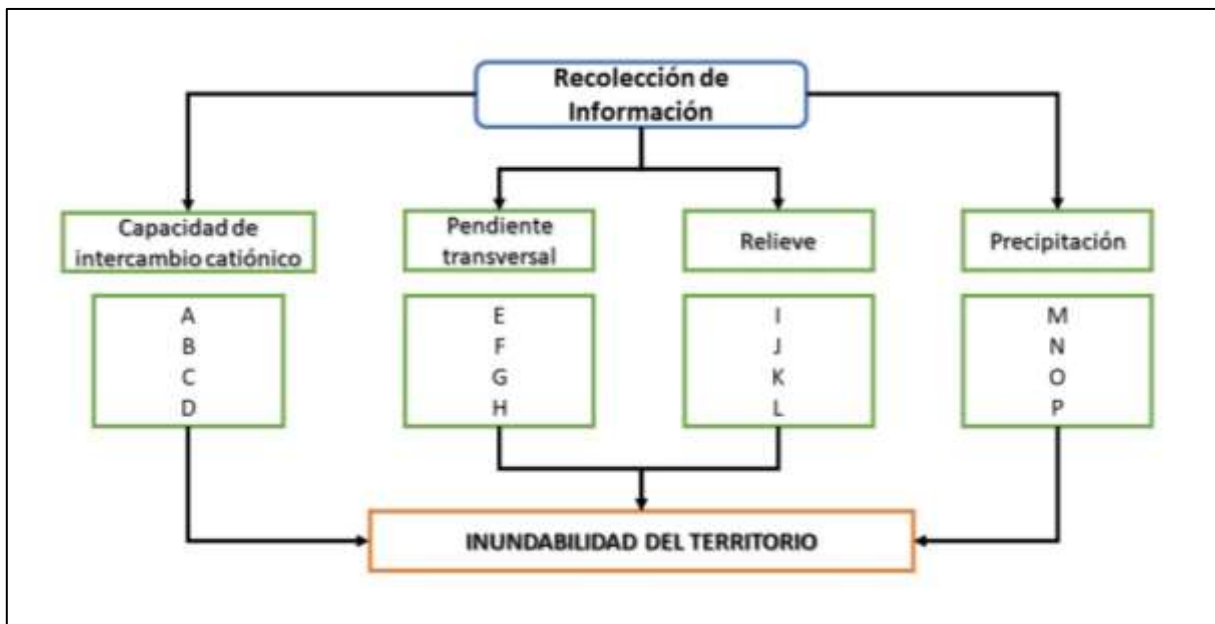 Recolección de
Información
Capacidad de
intercambio catiónico
Pendiente
transversal
Relieve
Precipitación
A
B
C
D
E
F
G
H
I
J
K
L
M
N
O
P
INUNDABILIDAD DEL TERRITORIO